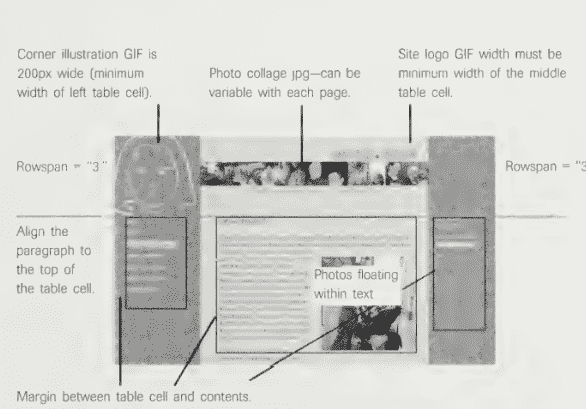 Corner illustration GIF is
200px wide (minimum
width of left table cell).
Photo collage jpg—can be
variable with each page.
Site logo GIF width must be
minimum width of the middle
table cell.
Rowspan = "3"
Rowspan = "3
Align the
paragraph to
the top of
the table cell.
Photos floating
within text
Margin between table cell and contents.